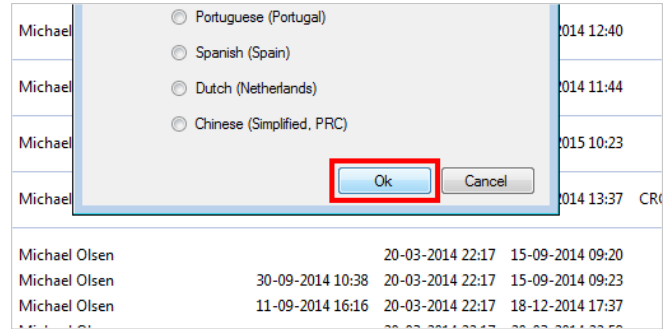 Portuguese (Portugal)
Michael 2014 12:40
Spanish (Spain)
Dutch (Netherlands)
Michael 2014 11:44
Chinese (Simplified, PRC)
Michael 2015 10:23
Ok Cancel
Michael 2014 13:37 CR
Michael Olsen 20-03-2014 22:17 15-09-2014 09:20
Michael Olsen 30-09-2014 10:38 20-03-2014 22:17 15-09-2014 09:23
Michael Olsen 11-09-2014 16:16 20-03-2014 22:17 18-12-2014 17:37